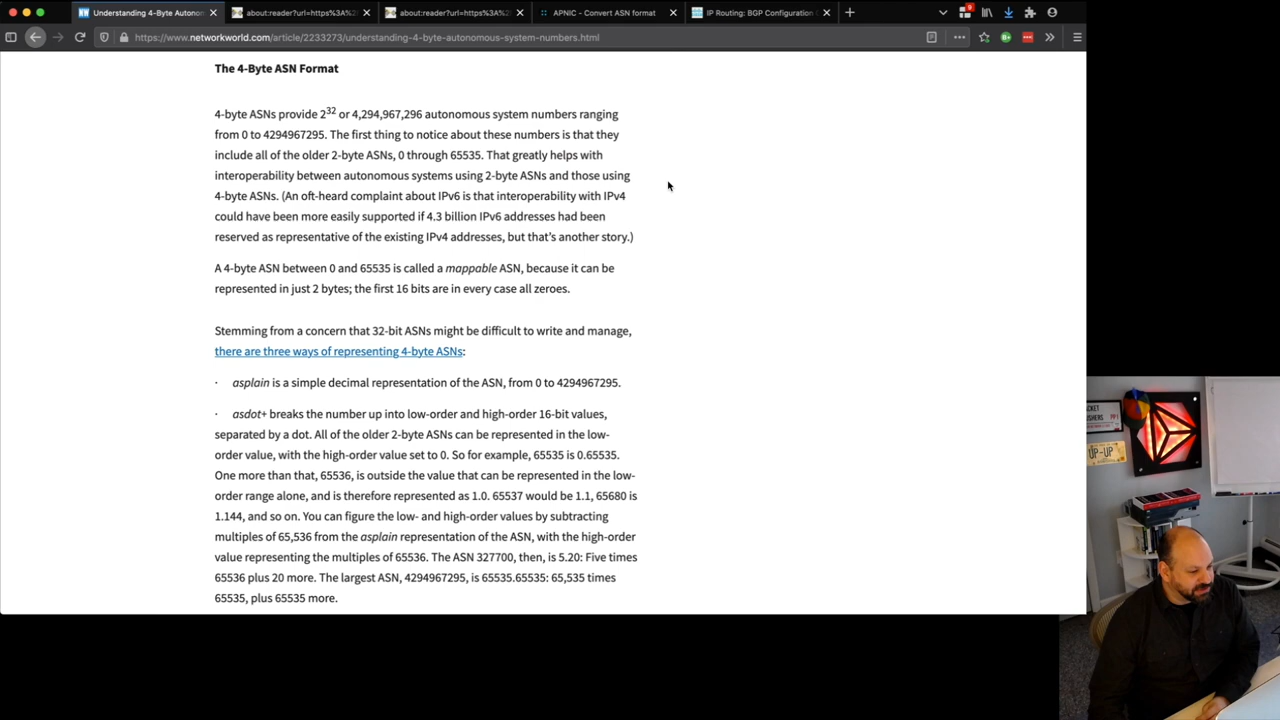 Understanding 4-Byte Autonon
about:reader?url=https%3A%2
about:reader?url=https%3A%2
APNIC - Convert ASN format
IP Routing: BGP Configuration
9
https://www.networkworld.com/article/2233273/understanding-4-byte-autonomous-system-numbers.html
The 4-Byte ASN Format
4-byte ASNs provide 2³² or 4,294,967,296 autonomous system numbers ranging
from 0 to 4294967295. The first thing to notice about these numbers is that they
include all of the older 2-byte ASNs, 0 through 65535. That greatly helps with
interoperability between autonomous systems using 2-byte ASNs and those using
4-byte ASNs. (An oft-heard complaint about IPv6 is that interoperability with IPv4
could have been more easily supported if 4.3 billion IPv6 addresses had been
reserved as representative of the existing IPv4 addresses, but that's another story.)
A 4-byte ASN between 0 and 65535 is called a mappable ASN, because it can be
represented in just 2 bytes; the first 16 bits are in every case all zeroes.
Stemming from a concern that 32-bit ASNs might be difficult to write and manage,
there are three ways of representing 4-byte ASNs:
· asplain is a simple decimal representation of the ASN, from 0 to 4294967295.
· asdot+ breaks the number up into low-order and high-order 16-bit values,
separated by a dot. All of the older 2-byte ASNs can be represented in the low-
order value, with the high-order value set to 0. So for example, 65535 is 0.65535.
One more than that, 65536, is outside the value that can be represented in the low-
order range alone, and is therefore represented as 1.0. 65537 would be 1.1, 65680 is
1.144, and so on. You can figure the low- and high-order values by subtracting
multiples of 65,536 from the asplain representation of the ASN, with the high-order
value representing the multiples of 65536. The ASN 327700, then, is 5.20: Five times
65536 plus 20 more. The largest ASN, 4294967295, is 65535.65535: 65,535 times
65535, plus 65535 more.
UP-UP